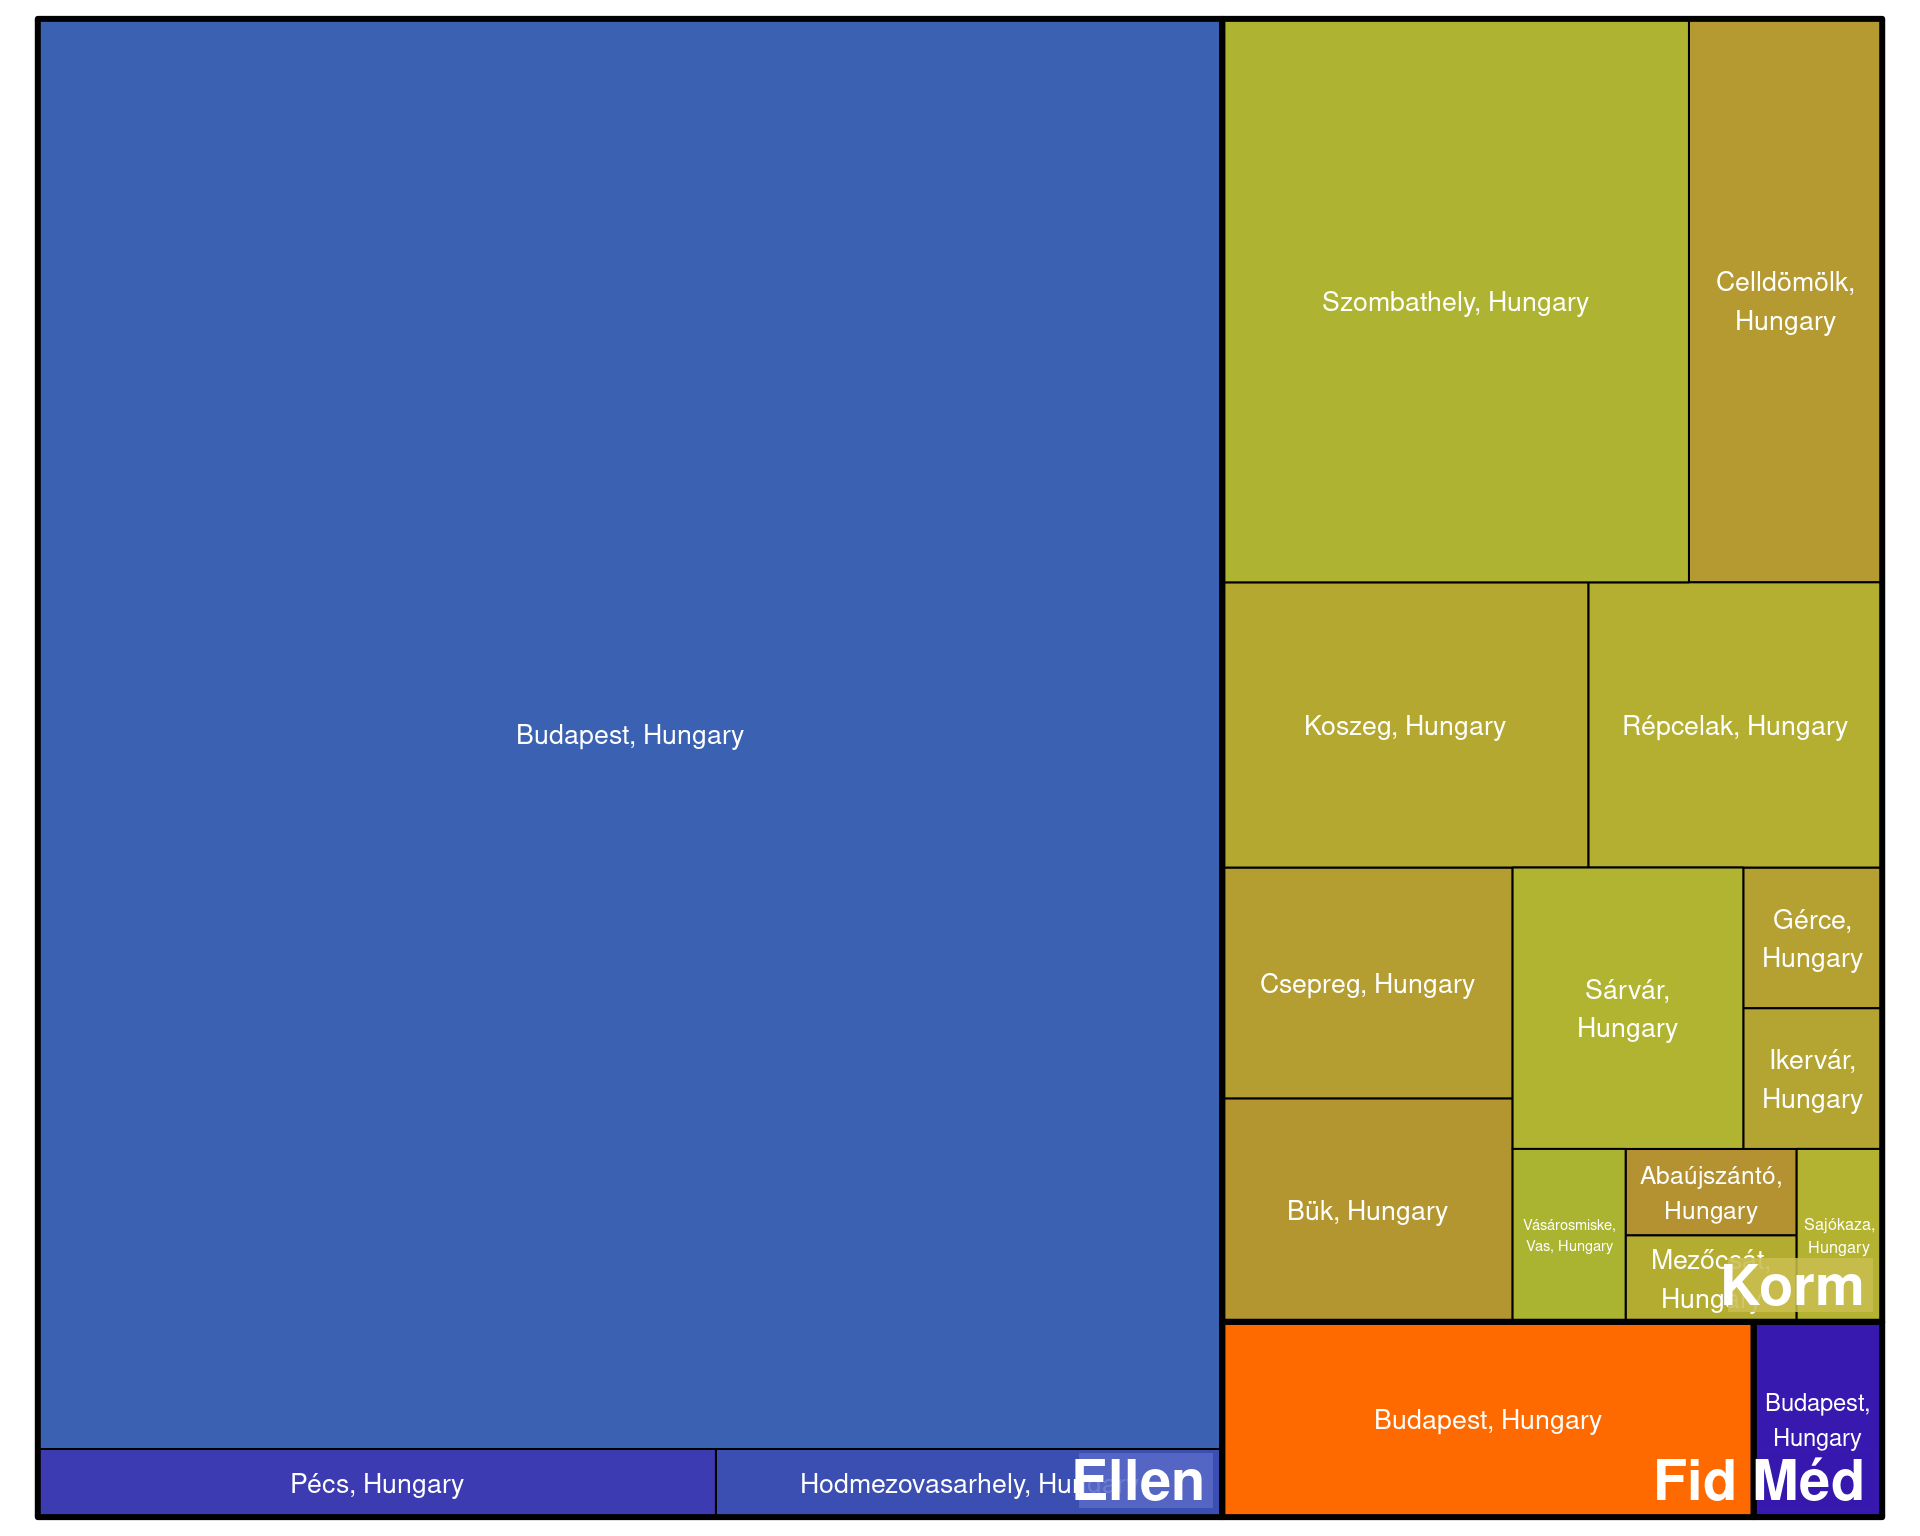 Budapest, Hungary
Pécs, Hungary
Hodmezovasarhely, Hungary
Ellen
Szombathely, Hungary
Celldömölk,
Hungary
Koszeg, Hungary
Répcelak, Hungary
Csepreg, Hungary
Sárvár,
Hungary
Gérce,
Hungary
Ikervár,
Hungary
Bük, Hungary
Vásárosmiske,
Vas, Hungary
Abaújszántó,
Hungary
Mezőcsát,
Hungary
Sajókaza,
Hungary
Korm
Budapest, Hungary
Fid
Budapest,
Hungary
Méd